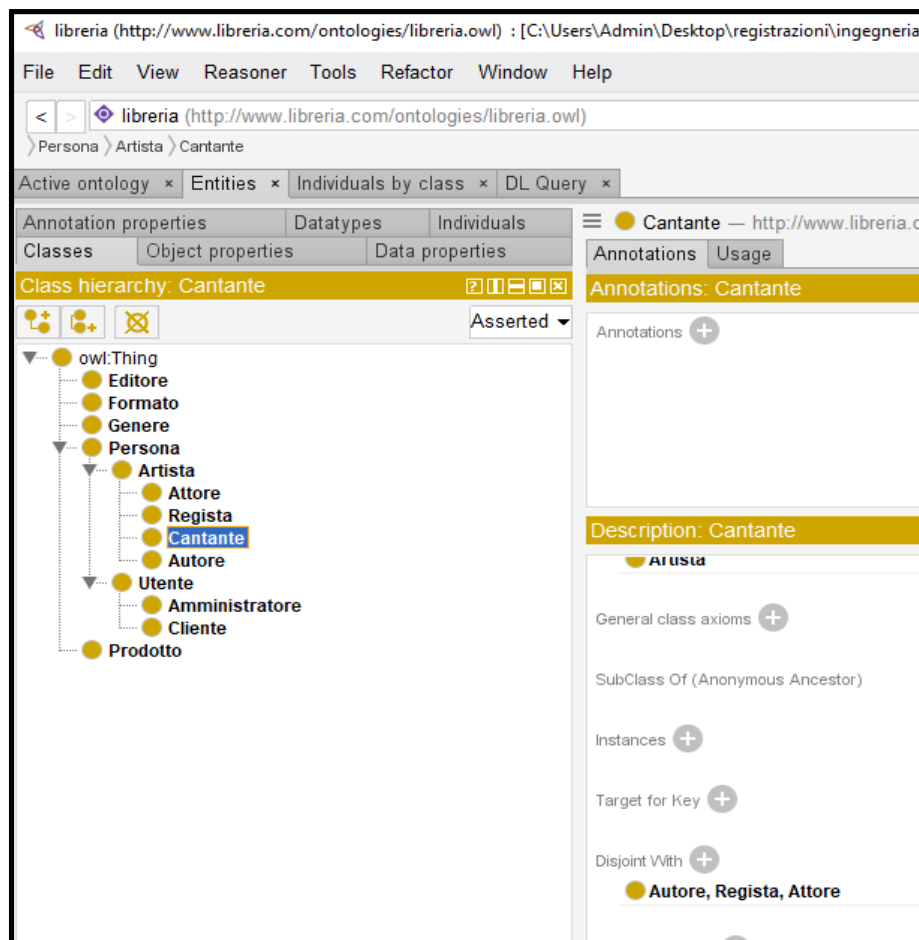 libreria (http://www.libreria.com/ontologies/libreria.owl) : [C:\Users\Admin\Desktop\registrazioni\ingegneria
File Edit View Reasoner Tools Refactor Window Help
< > libreria (http://www.libreria.com/ontologies/libreria.owl)
Persona Artista Cantante
Active ontology × Entities × Individuals by class × DL Query ×
Annotation properties Datatypes Individuals
Classes Object properties Data properties
Class hierarchy: Cantante
Asserted
owl:Thing
Editore
Formato
Genere
Persona
Artista
Attore
Regista
Cantante
Autore
Utente
Amministratore
Cliente
Prodotto
Cantante — http://www.libreria.c
Annotations Usage
Annotations: Cantante
Annotations
Description: Cantante
Artista
General class axioms
SubClass Of (Anonymous Ancestor)
Instances
Target for Key
Disjoint With
Autore, Regista, Attore